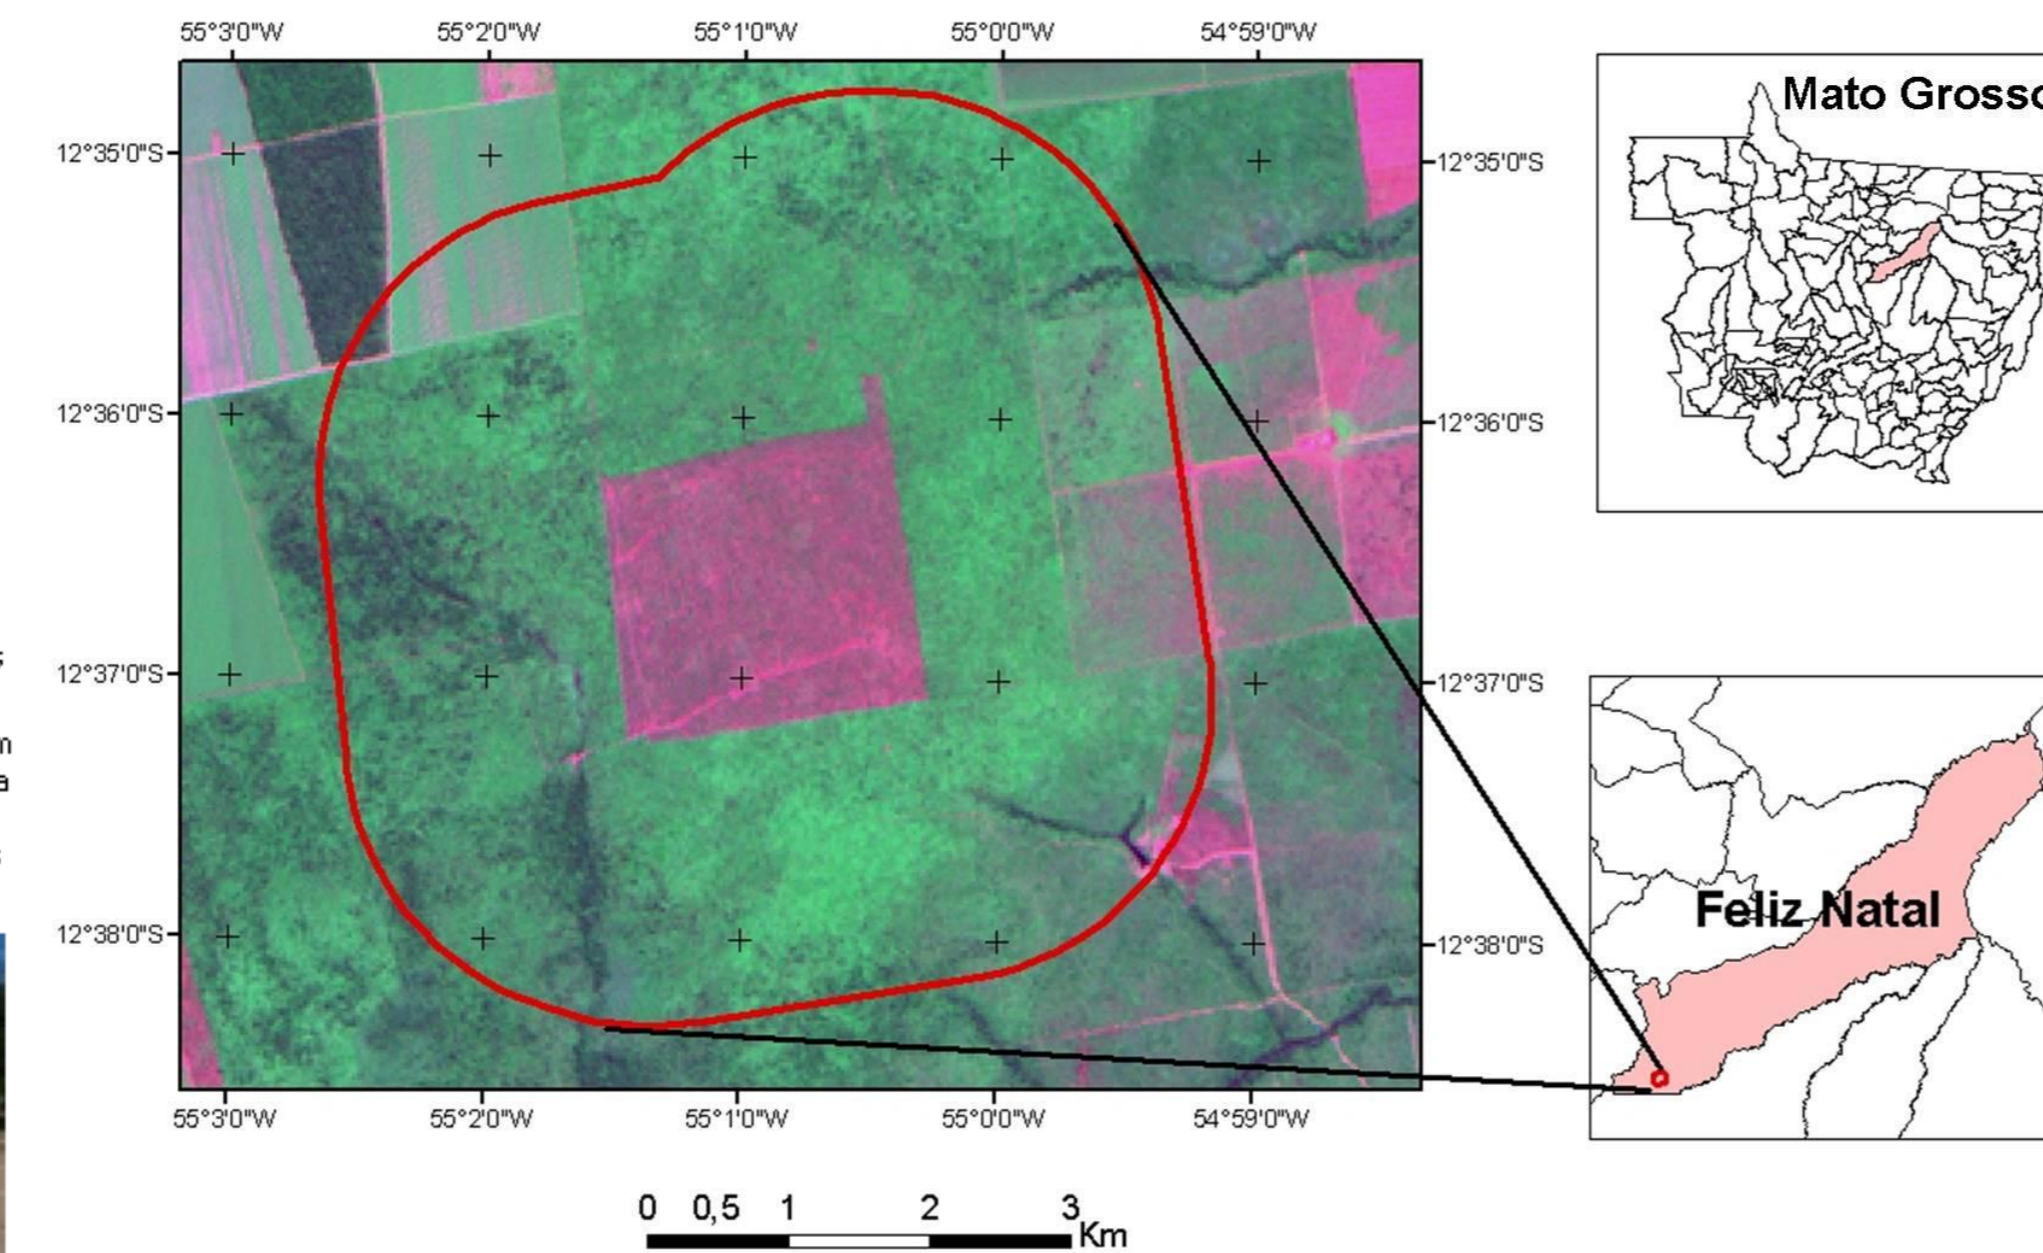 55°3'0"W 55°2'0"W 55°1'0"W 55°0'0"W 54°59'0"W
Mato Grosso
12°35'0"S 12°35'0"S
12°36'0"S 12°36'0"S
12°37'0"S 12°37'0"S
m
a
Feliz Natal
12°38'0"S 12°38'0"S
55°3'0"W 55°2'0"W 55°1'0"W 55°0'0"W 54°59'0"W
0 0,5 1 2 3
Km